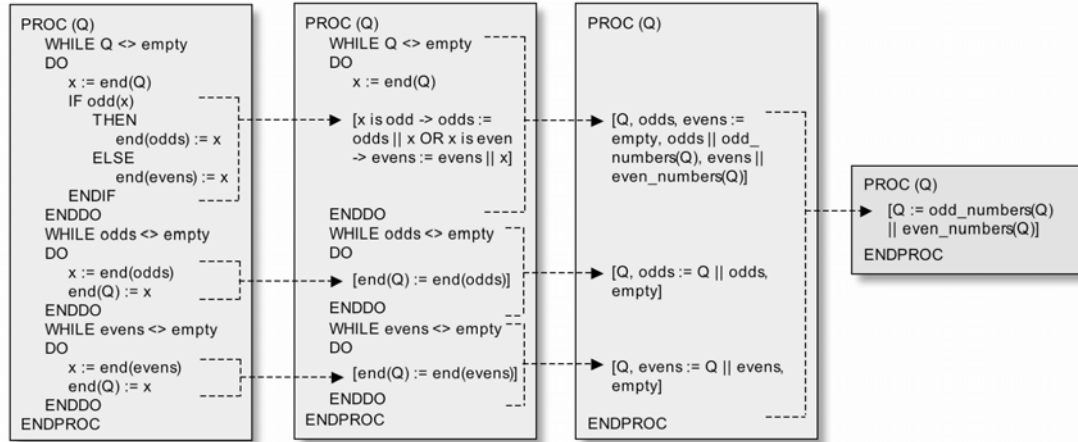 PROC (Q)
WHILE Q <> empty
DO
x := end(Q)
IF odd(x)
THEN
end(odds) := x
ELSE
end(evens) := x
ENDIF
ENDDO
WHILE odds <> empty
DO
x := end(odds)
end(Q) := x
ENDDO
WHILE evens <> empty
DO
x := end(evens)
end(Q) := x
ENDDO
ENDPROC
PROC (Q)
WHILE Q <> empty
DO
x := end(Q)
[x is odd -> odds :=
odds || x OR x is even
-> evens := evens || x]
ENDDO
WHILE odds <> empty
DO
[end(Q) := end(odds)]
ENDDO
WHILE evens <> empty
DO
[end(Q) := end(evens)]
ENDDO
ENDPROC
PROC (Q)
[Q, odds, evens :=
empty, odds || odd_
numbers(Q), evens ||
even_numbers(Q)]
[Q, odds := Q || odds,
empty]
[Q, evens := Q || evens,
empty]
ENDPROC
PROC (Q)
[Q := odd_numbers(Q)
|| even_numbers(Q)]
ENDPROC